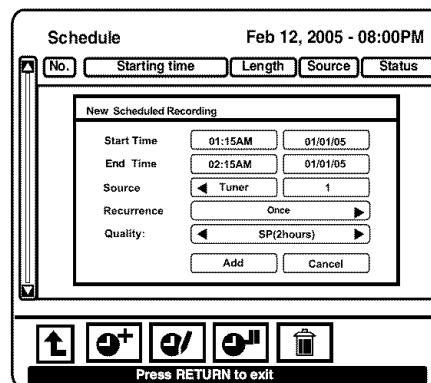 Schedule Feb 12, 2005 - 08:00PM
No. Starting time Length Source Status
New Scheduled Recording
Start Time 01:15AM 01/01/05
End Time 02:15AM 01/01/05
Source Tuner 1
Recurrence Once
Quality: SP(2hours)
Add Cancel
Press RETURN to exit